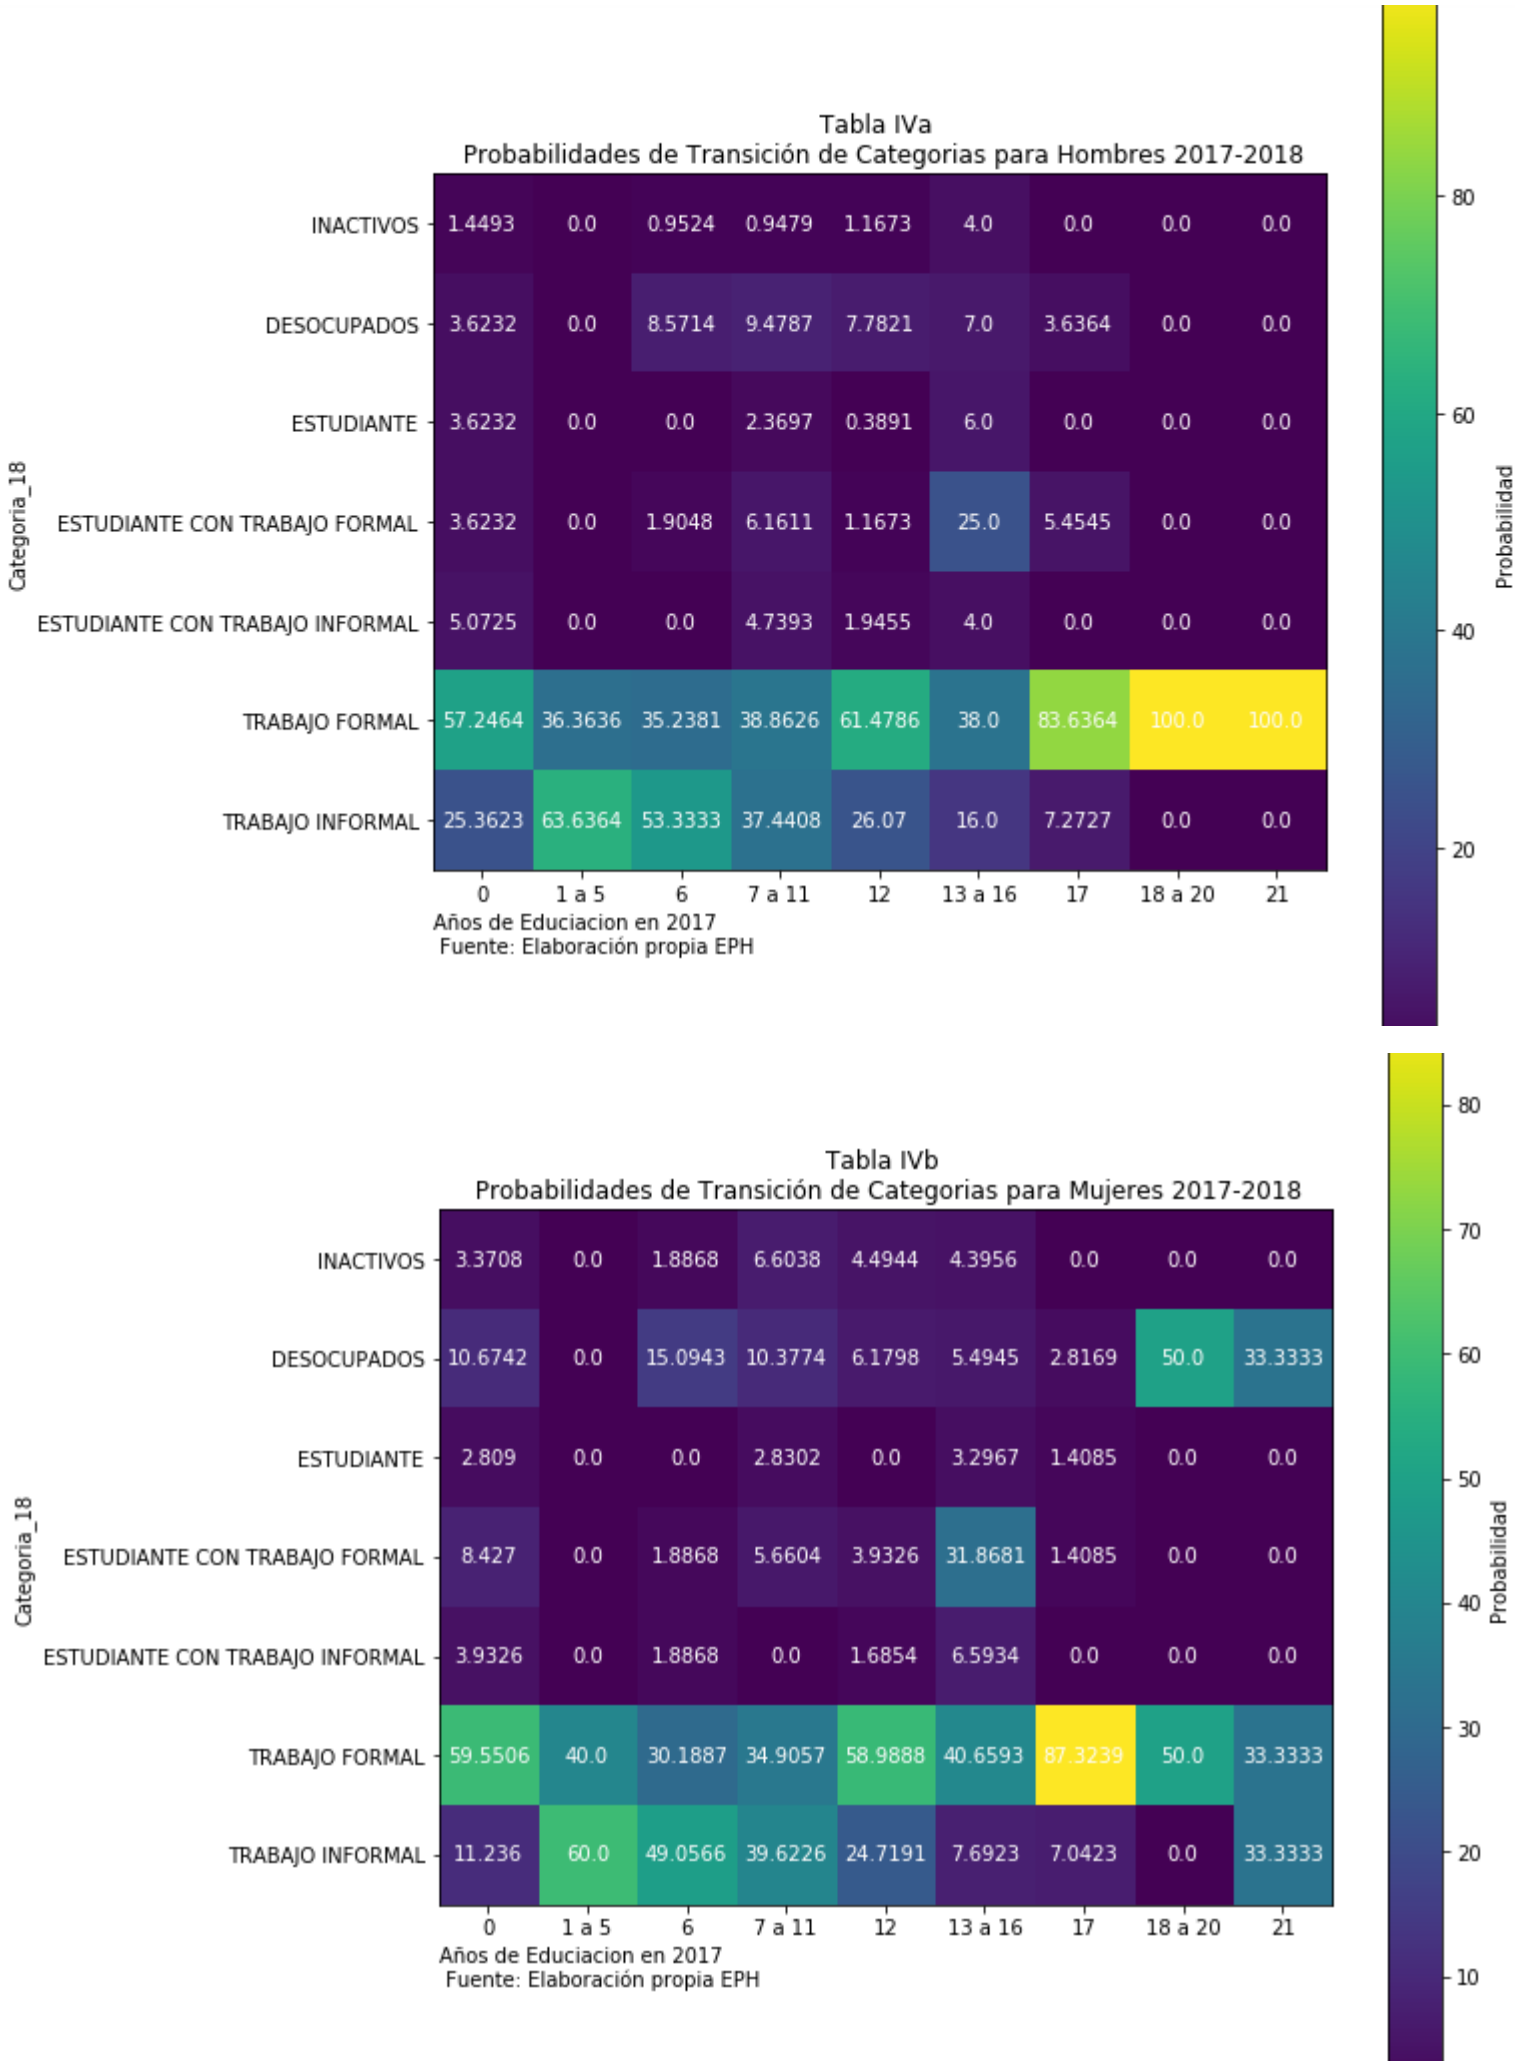 Tabla IVa
Probabilidades de Transición de Categorias para Hombres 2017-2018
INACTIVOS 1.4493 0.0 0.9524 0.9479 1.1673 4.0 0.0 0.0 0.0
DESOCUPADOS 3.6232 0.0 8.5714 9.4787 7.7821 7.0 3.6364 0.0 0.0
ESTUDIANTE 3.6232 0.0 0.0 2.3697 0.3891 6.0 0.0 0.0 0.0
ESTUDIANTE CON TRABAJO FORMAL 3.6232 0.0 1.9048 6.1611 1.1673 25.0 5.4545 0.0 0.0
ESTUDIANTE CON TRABAJO INFORMAL 5.0725 0.0 0.0 4.7393 1.9455 4.0 0.0 0.0 0.0
TRABAJO FORMAL 57.2464 36.3636 35.2381 38.8626 61.4786 38.0 83.6364 100.0 100.0
TRABAJO INFORMAL 25.3623 63.6364 53.3333 37.4408 26.07 16.0 7.2727 0.0 0.0
0 1 a 5 6 7 a 11 12 13 a 16 17 18 a 20 21
Años de Educiacion en 2017
Fuente: Elaboración propia EPH
Categoria_18
80
60
40
20
Probabilidad
Tabla IVb
Probabilidades de Transición de Categorias para Mujeres 2017-2018
INACTIVOS 3.3708 0.0 1.8868 6.6038 4.4944 4.3956 0.0 0.0 0.0
DESOCUPADOS 10.6742 0.0 15.0943 10.3774 6.1798 5.4945 2.8169 50.0 33.3333
ESTUDIANTE 2.809 0.0 0.0 2.8302 0.0 3.2967 1.4085 0.0 0.0
ESTUDIANTE CON TRABAJO FORMAL 8.427 0.0 1.8868 5.6604 3.9326 31.8681 1.4085 0.0 0.0
ESTUDIANTE CON TRABAJO INFORMAL 3.9326 0.0 1.8868 0.0 1.6854 6.5934 0.0 0.0 0.0
TRABAJO FORMAL 59.5506 40.0 30.1887 34.9057 58.9888 40.6593 87.3239 50.0 33.3333
TRABAJO INFORMAL 11.236 60.0 49.0566 39.6226 24.7191 7.6923 7.0423 0.0 33.3333
0 1 a 5 6 7 a 11 12 13 a 16 17 18 a 20 21
Años de Educiacion en 2017
Fuente: Elaboración propia EPH
Categoria_18
80
70
60
50
40
30
20
10
Probabilidad